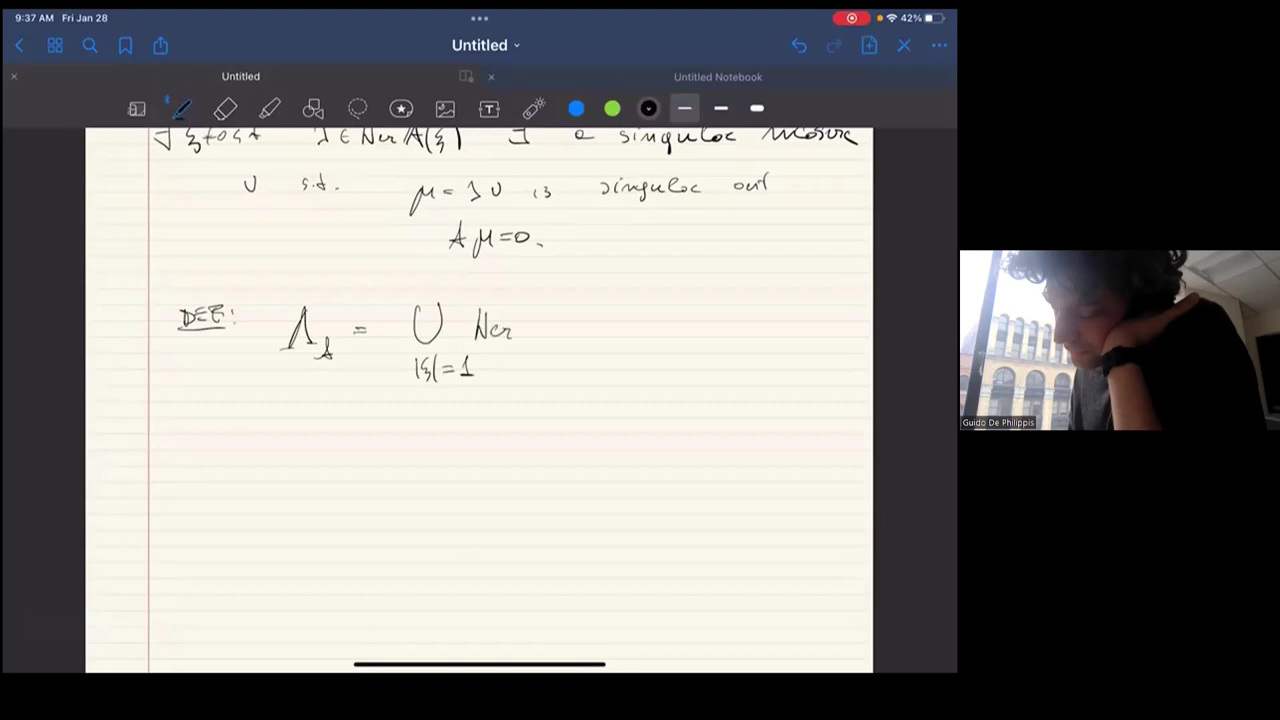 9:37 AM Fri Jan 28
42%
Untitled
Untitled
Untitled Notebook
∃ ξ≠0 s.t λ ∈ Ker A(ξ) ∃ a singular measure
ν s.t. μ = λ ν is singular and
A μ = 0.
DEF: Λ_A = ∪ Ker
|ξ| = 1
Guido De Philippis